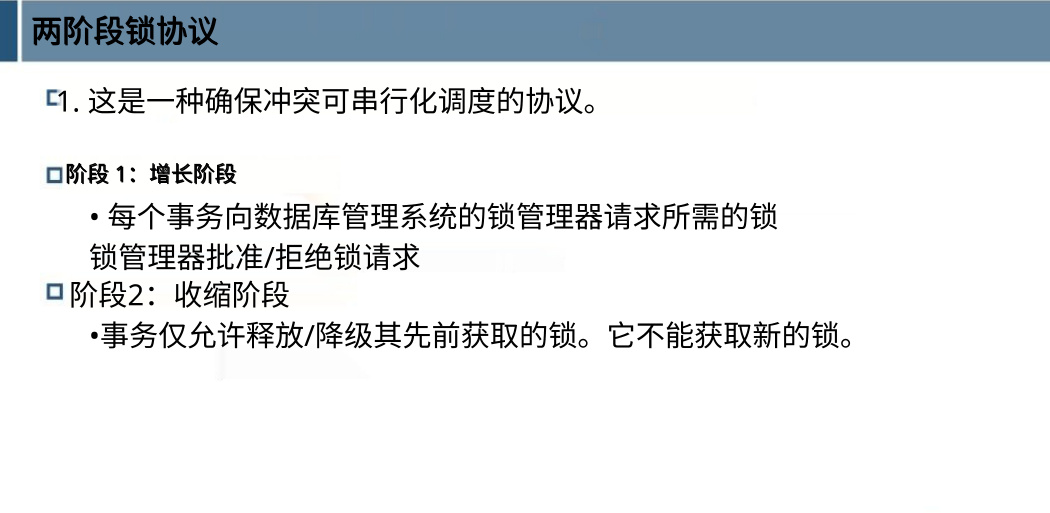 两阶段锁协议
1. 这是一种确保冲突可串行化调度的协议。
阶段 1：增长阶段
• 每个事务向数据库管理系统的锁管理器请求所需的锁
锁管理器批准/拒绝锁请求
阶段2：收缩阶段
•事务仅允许释放/降级其先前获取的锁。它不能获取新的锁。